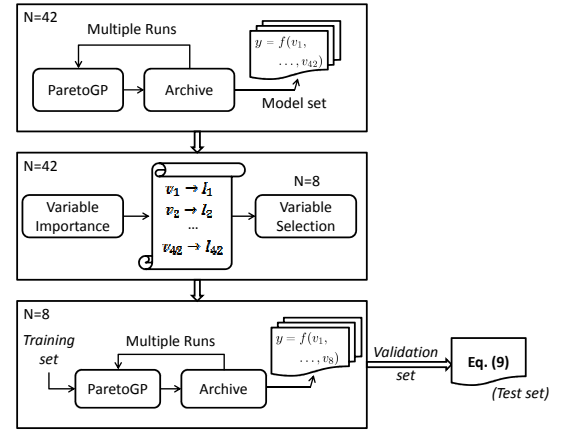 N=42
Multiple Runs
ParetoGP
Archive
y = f(v₁,
…, v₄₂)
Model set
N=42
Variable
Importance
v₁ → I₁
v₂ → I₂
...
v₄₂ → I₄₂
N=8
Variable
Selection
N=8
Training
set
Multiple Runs
ParetoGP
Archive
y = f(v₁,
…, v₈)
Validation
set
Eq. (9)
(Test set)